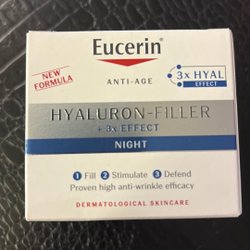 Eucerin®
NEW
FORMULA
ANTI-AGE
3x HYAL
EFFECT
HYALURON-FILLER
+ 3x EFFECT
NIGHT
1 Fill 2 Stimulate 3 Defend
Proven high anti-wrinkle efficacy
DERMATOLOGICAL SKINCARE